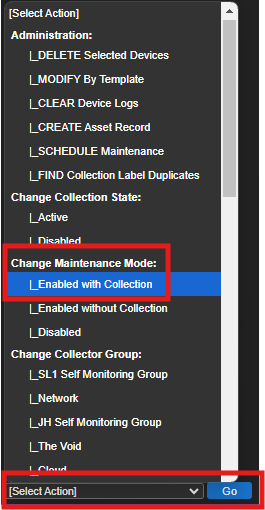 [Select Action]
Administration:
|_DELETE Selected Devices
|_MODIFY By Template
|_CLEAR Device Logs
|_CREATE Asset Record
|_SCHEDULE Maintenance
|_FIND Collection Label Duplicates
Change Collection State:
|_Active
|_Disabled
Change Maintenance Mode:
|_Enabled with Collection
|_Enabled without Collection
|_Disabled
Change Collector Group:
|_SL1 Self Monitoring Group
|_Network
|_JH Self Monitoring Group
|_The Void
|_Cloud
[Select Action] Go